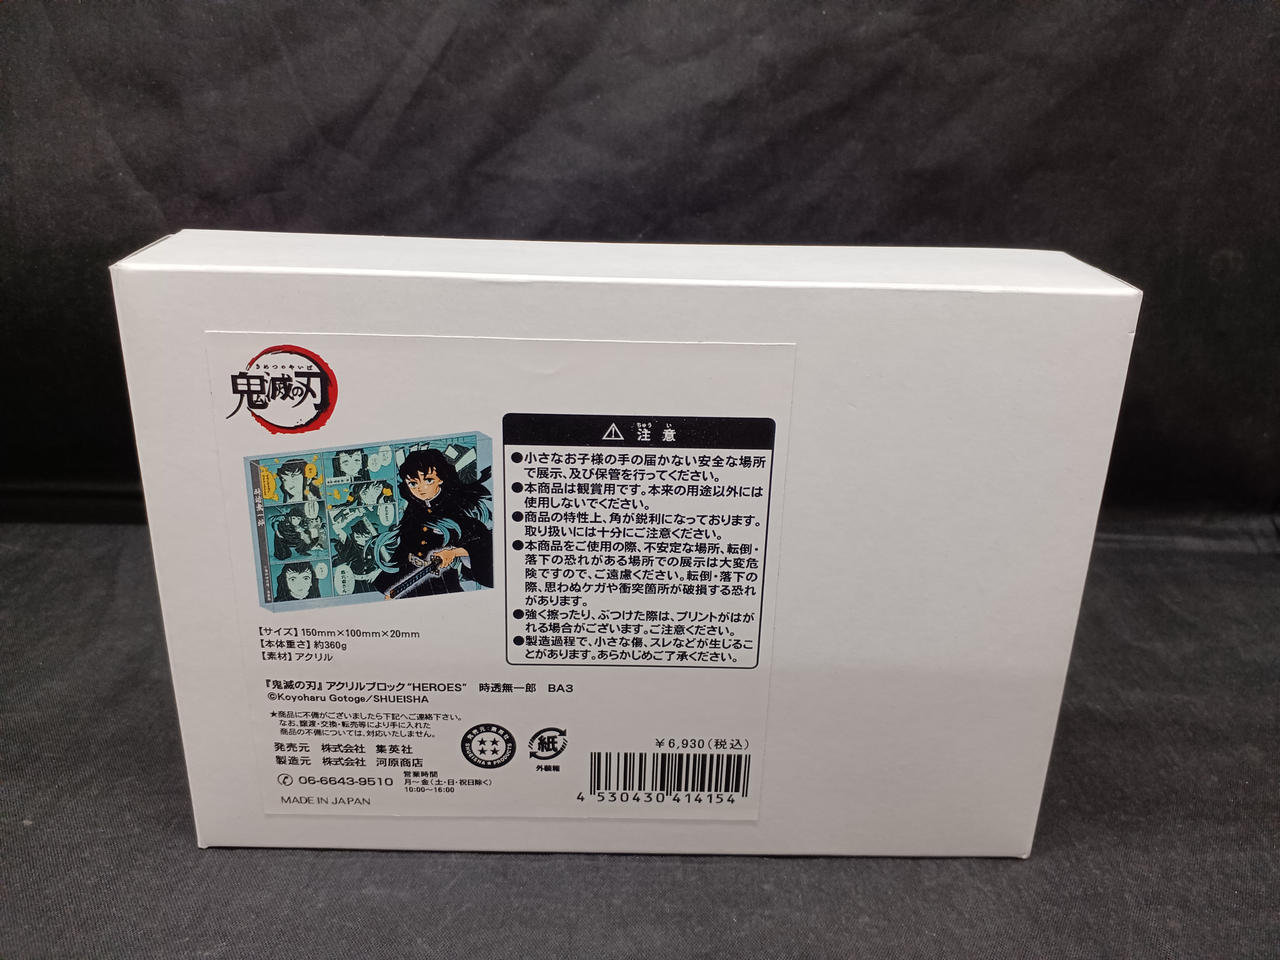 きめつのやいば
鬼滅の刃
時透無一郎
【サイズ】150mm×100mm×20mm
【本体重さ】約360g
【素材】アクリル
ちゅうい
注意
●小さなお子様の手の届かない安全な場所
で展示、及び保管を行ってください。
●本商品は観賞用です。本来の用途以外には
使用しないでください。
●商品の特性上、角が鋭利になっております。
取り扱いには十分にご注意ください。
●本商品をご使用の際、不安定な場所、転倒・
落下の恐れがある場所での展示は大変危
険ですので、ご遠慮ください。転倒・落下の
際、思わぬケガや衝突箇所が破損する恐れ
があります。
●強く擦ったり、ぶつけた際は、プリントがはが
れる場合がございます。ご注意ください。
●製造過程で、小さな傷、スレなどが生じるこ
とがあります。あらかじめご了承ください。
『鬼滅の刃』アクリルブロック“HEROES” 時透無一郎 BA3
©Koyoharu Gotoge/SHUEISHA
★商品に不備がございましたら下記へご連絡下さい。
なお、譲渡・交換・転売等により手に入れた
商品の不備については、対応いたしません。
発売元 株式会社 集英社
製造元 株式会社 河原商店
06-6643-9510
営業時間
月～金(土・日・祝日除く)
10:00～16:00
MADE IN JAPAN
発売元:集英社
SHUEISHA PRODUCTS
紙
外装箱
¥6,930(税込)
4 530430 414154